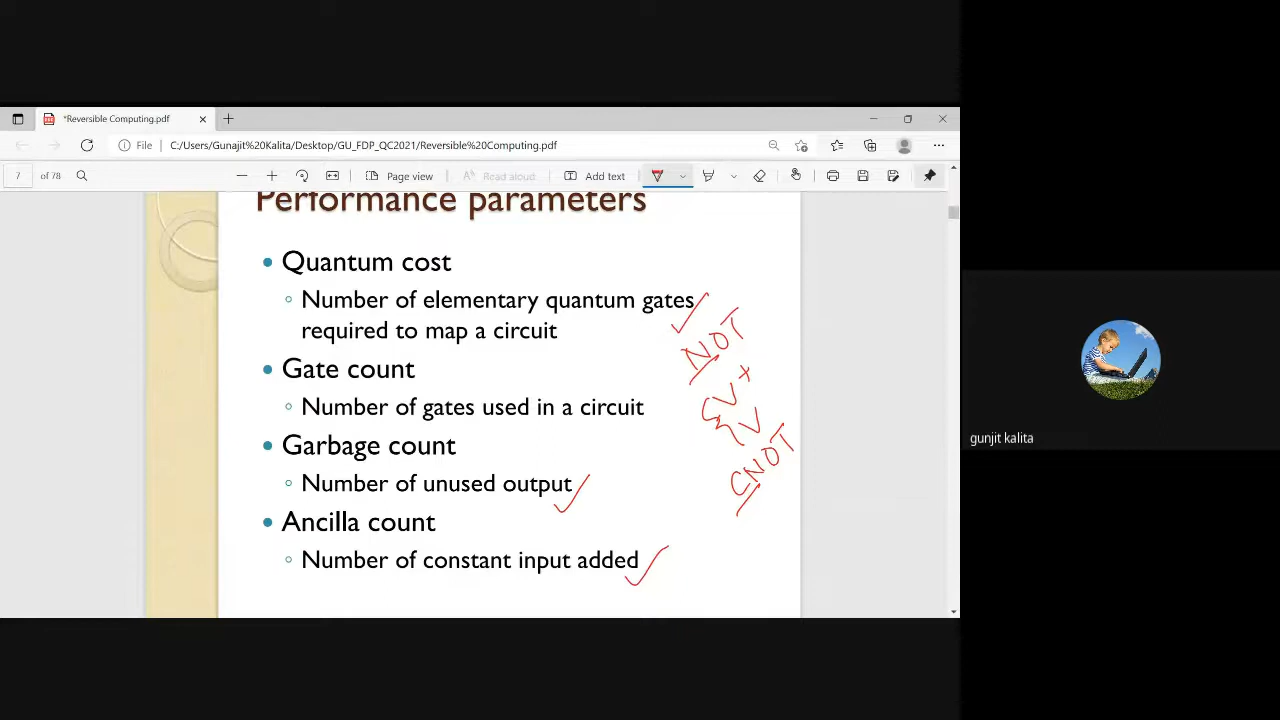 *Reversible Computing.pdf
File C:/Users/Gunajit%20Kalita/Desktop/GU_FDP_QC2021/Reversible%20Computing.pdf
7 of 78 Page view Read aloud Add text
Performance parameters
Quantum cost
Number of elementary quantum gates
required to map a circuit
NOT
Gate count
V+
Number of gates used in a circuit
V
Garbage count
CNOT
Number of unused output
Ancilla count
Number of constant input added
gunjit kalita